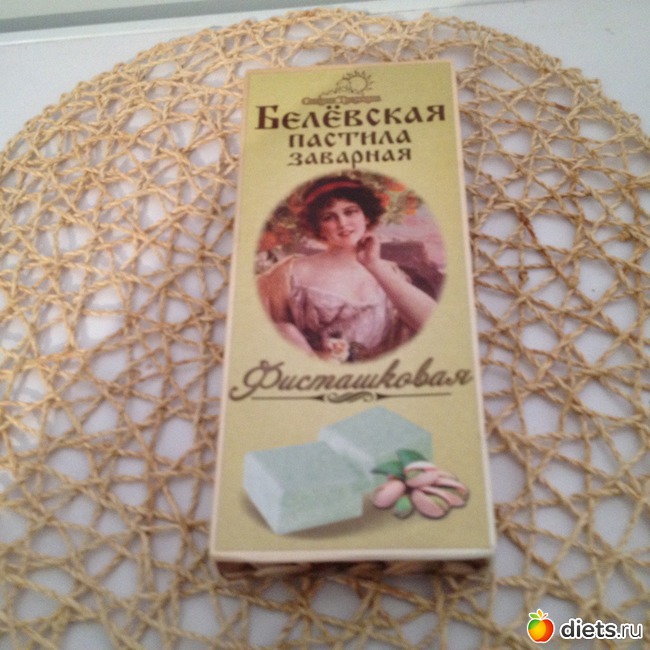 Белёвская
пастила
заварная
Фисташковая
diets.ru